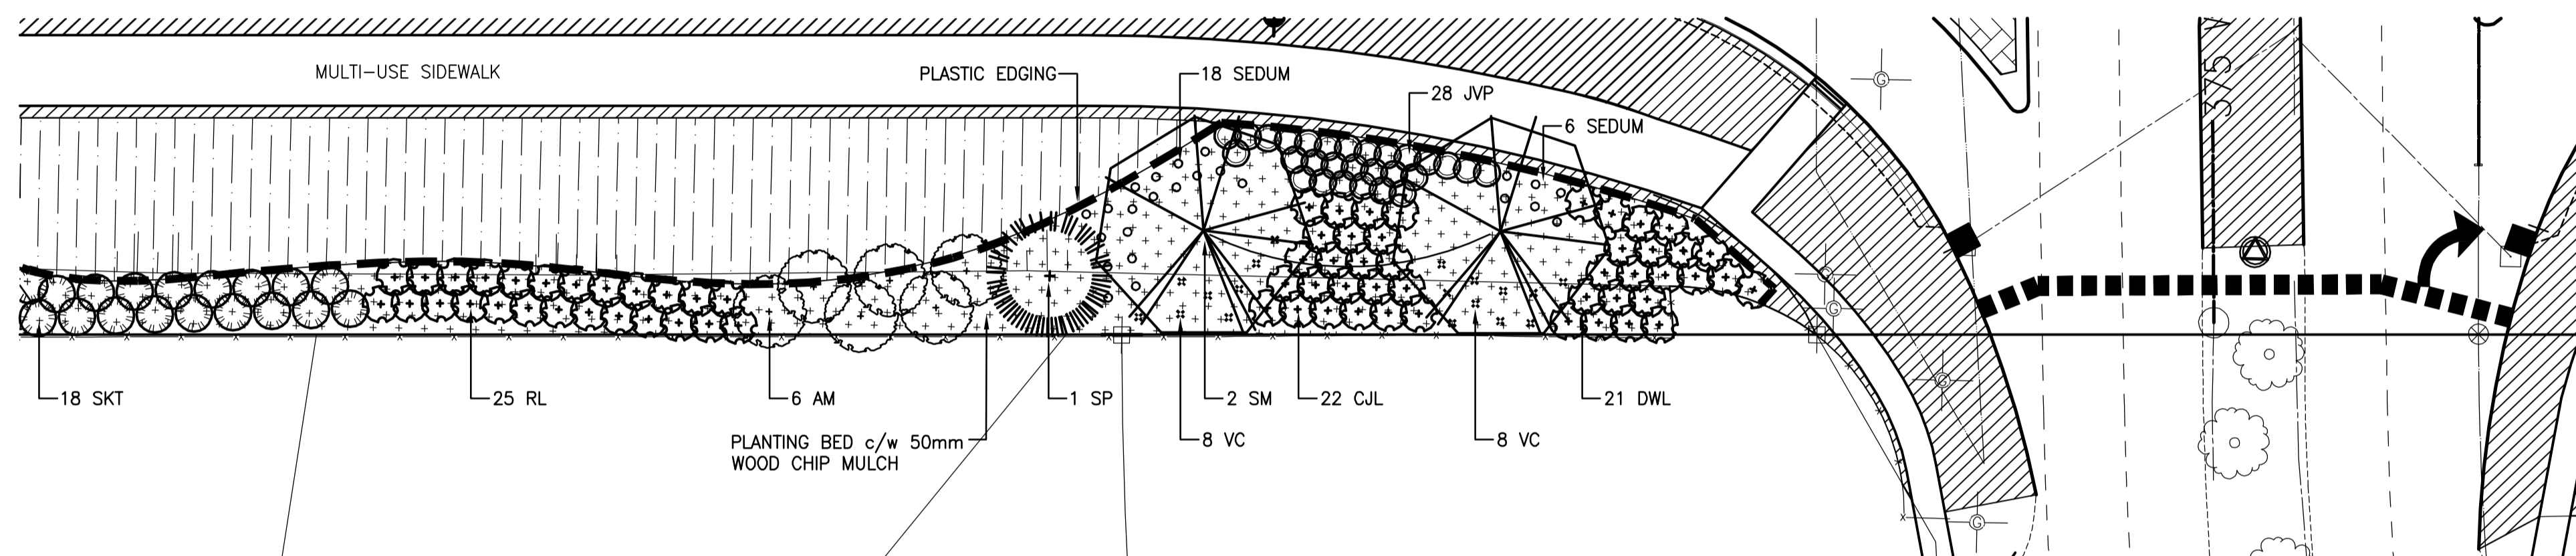 MULTI-USE SIDEWALK
PLASTIC EDGING
18 SEDUM
28 JVP
6 SEDUM
375 W
G
G
G
G
G
18 SKT
25 RL
6 AM
1 SP
2 SM
22 CJL
21 DWL
PLANTING BED c/w 50mm
WOOD CHIP MULCH
8 VC
8 VC